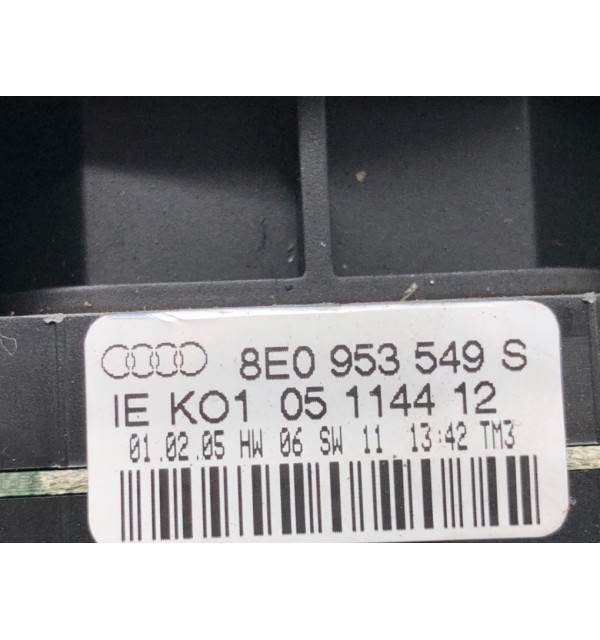 8E0 953 549 S
IE KO1 05 1144 12
01.02.05 HW 06 SW 11 13:42 TM3